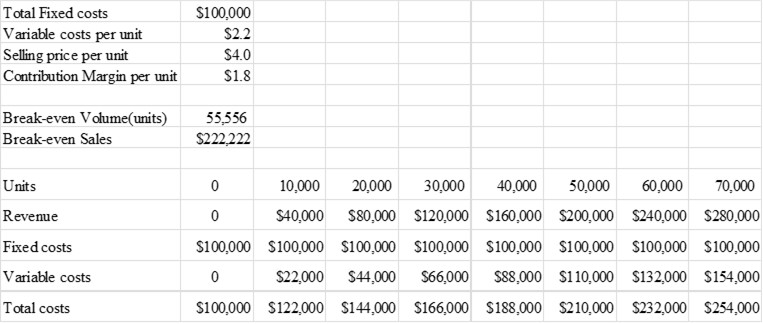 Total Fixed costs $100,000
Variable costs per unit $2.2
Selling price per unit $4.0
Contribution Margin per unit $1.8
Break-even Volume(units) 55,556
Break-even Sales $222,222
Units 0 10,000 20,000 30,000 40,000 50,000 60,000 70,000
Revenue 0 $40,000 $80,000 $120,000 $160,000 $200,000 $240,000 $280,000
Fixed costs $100,000 $100,000 $100,000 $100,000 $100,000 $100,000 $100,000 $100,000
Variable costs 0 $22,000 $44,000 $66,000 $88,000 $110,000 $132,000 $154,000
Total costs $100,000 $122,000 $144,000 $166,000 $188,000 $210,000 $232,000 $254,000